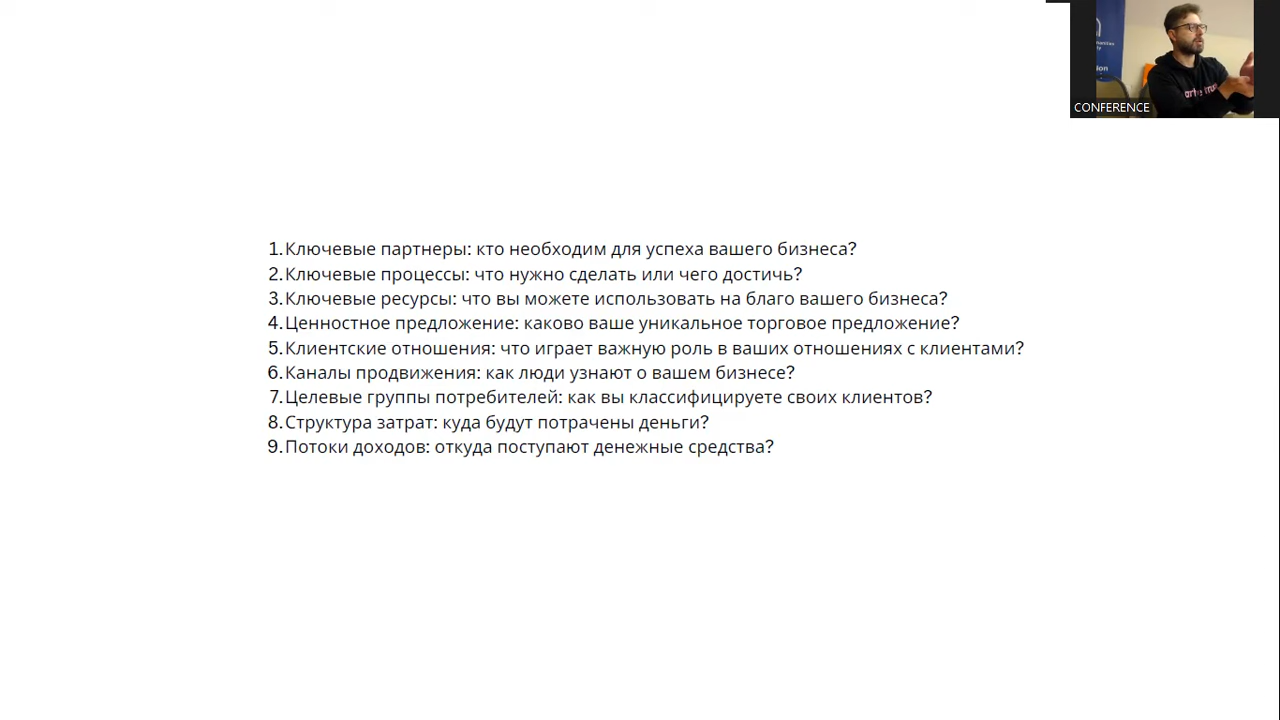 CONFERENCE
1. Ключевые партнеры: кто необходим для успеха вашего бизнеса?
2. Ключевые процессы: что нужно сделать или чего достичь?
3. Ключевые ресурсы: что вы можете использовать на благо вашего бизнеса?
4. Ценностное предложение: каково ваше уникальное торговое предложение?
5. Клиентские отношения: что играет важную роль в ваших отношениях с клиентами?
6. Каналы продвижения: как люди узнают о вашем бизнесе?
7. Целевые группы потребителей: как вы классифицируете своих клиентов?
8. Структура затрат: куда будут потрачены деньги?
9. Потоки доходов: откуда поступают денежные средства?